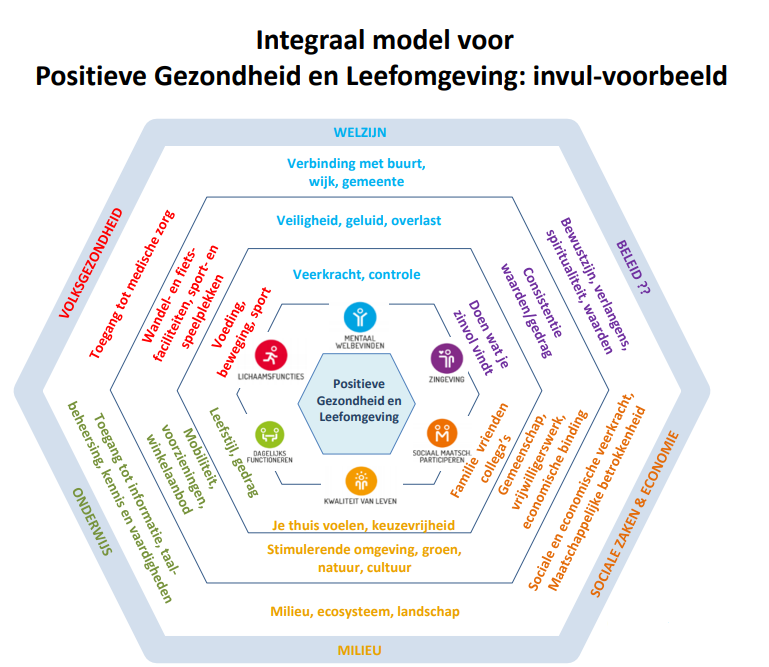 Integraal model voor
Positieve Gezondheid en Leefomgeving: invul-voorbeeld
WELZIJN
Verbinding met buurt,
wijk, gemeente
Veiligheid, geluid, overlast
Veerkracht, controle
MENTAAL
WELBEVINDEN
VOLKSGEZONDHEID
Toegang tot medische zorg
Wandel- en fiets-
faciliteiten, sport- en
speelplekken
Voeding,
beweging, sport
LICHAAMSFUNCTIES
BELEID ??
Bewustzijn, verlangens,
spiritualiteit, waarden
Consistentie
waarden/gedrag
Doen wat je
zinvol vindt
ZINGEVING
Positieve
Gezondheid en
Leefomgeving
DAGELIJKS
FUNCTIONEREN
Leefstijl, gedrag
Mobiliteit,
voorzieningen,
winkelaanbod
Toegang tot informatie, taal-
beheersing, kennis en vaardigheden
ONDERWIJS
SOCIAAL MAATSCH.
PARTICIPEREN
Familie vrienden
collega's
Gemeenschap,
vrijwilligerswerk,
economische binding
Sociale en economische veerkracht,
Maatschappelijke betrokkenheid
SOCIALE ZAKEN & ECONOMIE
KWALITEIT VAN LEVEN
Je thuis voelen, keuzevrijheid
Stimulerende omgeving, groen,
natuur, cultuur
Milieu, ecosysteem, landschap
MILIEU